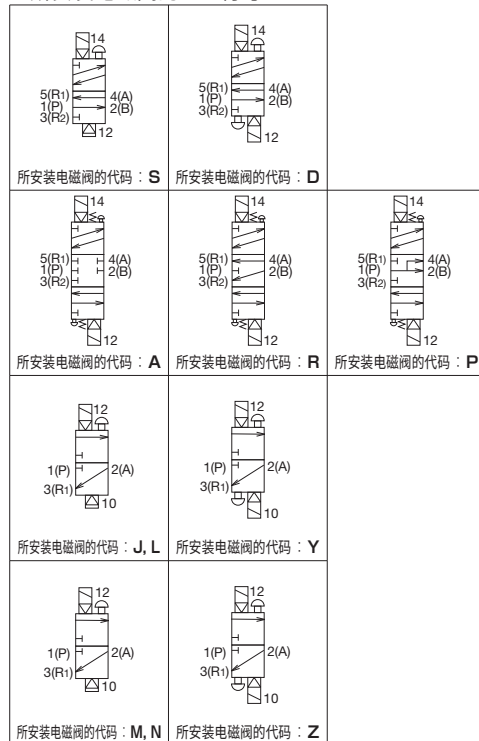 14
5(R1) 4(A)
1(P) 2(B)
3(R2)
12
所安装电磁阀的代码：S
14
5(R1) 4(A)
1(P) 2(B)
3(R2)
12
所安装电磁阀的代码：D
14
5(R1) 4(A)
1(P) 2(B)
3(R2)
12
所安装电磁阀的代码：A
14
5(R1) 4(A)
1(P) 2(B)
3(R2)
12
所安装电磁阀的代码：R
14
5(R1) 4(A)
1(P) 2(B)
3(R2)
12
所安装电磁阀的代码：P
12
1(P) 2(A)
3(R1)
10
所安装电磁阀的代码：J, L
12
1(P) 2(A)
3(R1)
10
所安装电磁阀的代码：Y
12
1(P) 2(A)
3(R1)
10
所安装电磁阀的代码：M, N
12
1(P) 2(A)
3(R1)
10
所安装电磁阀的代码：Z